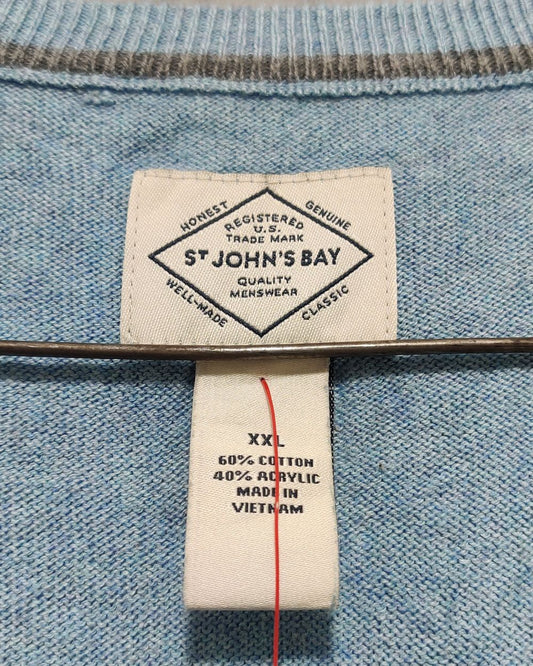 HONEST
GENUINE
REGISTERED
U.S.
TRADE MARK
ST JOHN'S BAY
QUALITY
MENSWEAR
WELL-MADE
CLASSIC
XXL
60% COTTON
40% ACRYLIC
MADE IN
VIETNAM